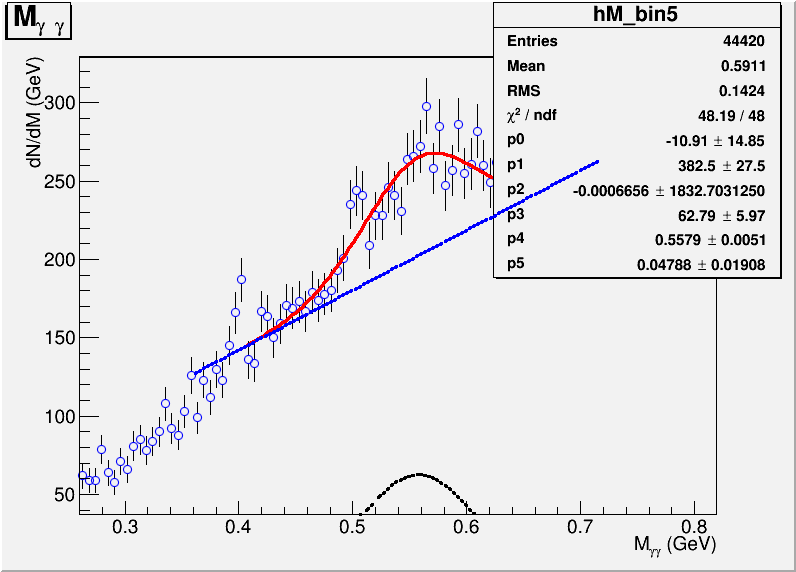 M γ γ
hM_bin5
Entries 44420
Mean 0.5911
RMS 0.1424
χ² / ndf 48.19 / 48
p0 -10.91 ± 14.85
p1 382.5 ± 27.5
p2 -0.0006656 ± 1832.7031250
p3 62.79 ± 5.97
p4 0.5579 ± 0.0051
p5 0.04788 ± 0.01908
dN/dM (GeV)
300
250
200
150
100
50
0.3 0.4 0.5 0.6 0.7 0.8
M γγ (GeV)